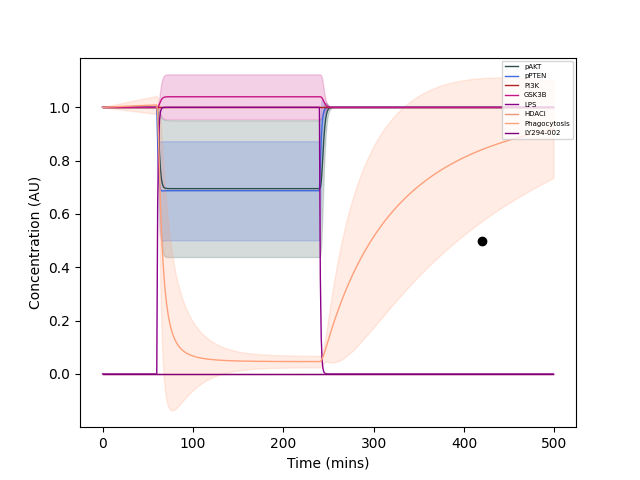 pAKT
pPTEN
PI3K
GSK3B
LPS
HDACi
Phagocytosis
LY294-002
1.0
0.8
0.6
0.4
0.2
0.0
Concentration (AU)
0
100
200
300
400
500
Time (mins)